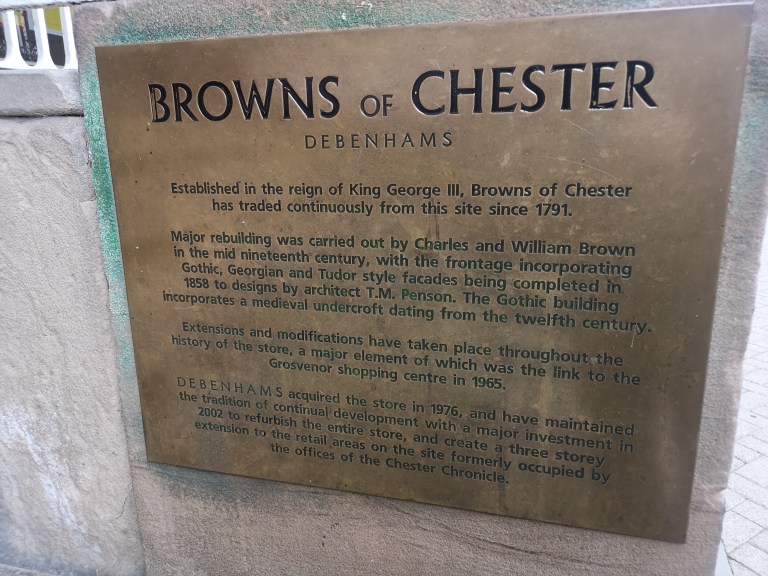 BROWNS OF CHESTER
DEBENHAMS
Established in the reign of King George III, Browns of Chester
has traded continuously from this site since 1791.
Major rebuilding was carried out by Charles and William Brown
in the mid nineteenth century, with the frontage incorporating
Gothic, Georgian and Tudor style facades being completed in
1858 to designs by architect T.M. Penson. The Gothic building
incorporates a medieval undercroft dating from the twelfth century.
Extensions and modifications have taken place throughout the
history of the store, a major element of which was the link to the
Grosvenor shopping centre in 1965.
DEBENHAMS acquired the store in 1976, and have maintained
the tradition of continual development with a major investment in
2002 to refurbish the entire store, and create a three storey
extension to the retail areas on the site formerly occupied by
the offices of the Chester Chronicle.